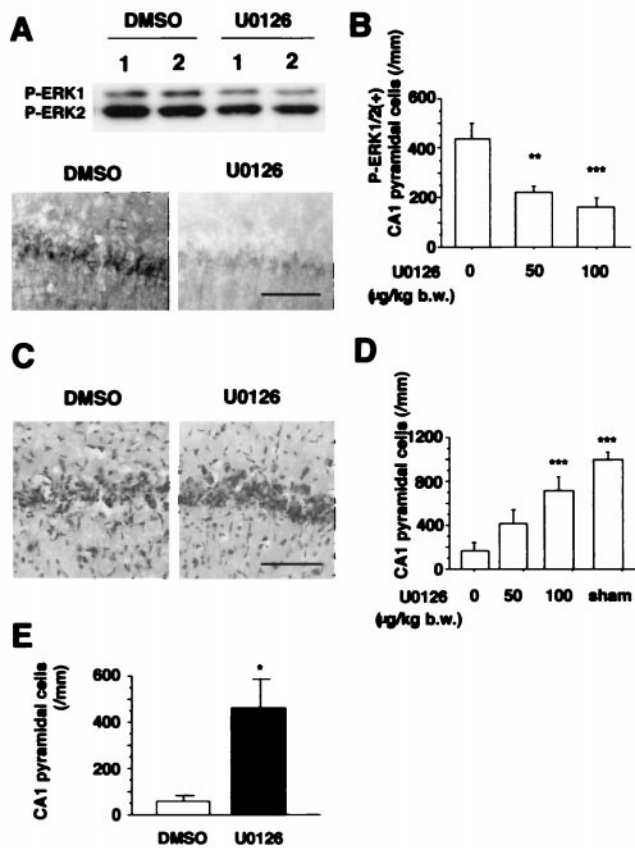 A
DMSO
U0126
1
2
1
2
P-ERK1
P-ERK2
DMSO
U0126
B
P-ERK1/2(+)
CA1 pyramidal cells (/mm)
600
400
200
0
U0126 0 50 100
(μg/kg b.w.)
**
***
C
DMSO
U0126
D
CA1 pyramidal cells (/mm)
1200
800
400
0
***
***
U0126 0 50 100 sham
(μg/kg b.w.)
E
CA1 pyramidal cells
(/mm)
600
400
200
0
*
DMSO
U0126